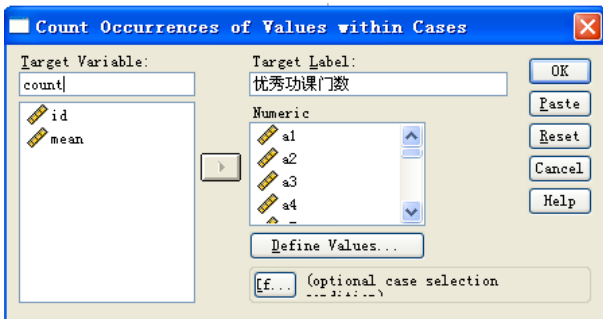 Count Occurrences of Values within Cases
Target Variable:
count
id
mean
Target Label:
优秀功课门数
Numeric
a1
a2
a3
a4
Define Values...
If... (optional case selection
OK
Paste
Reset
Cancel
Help